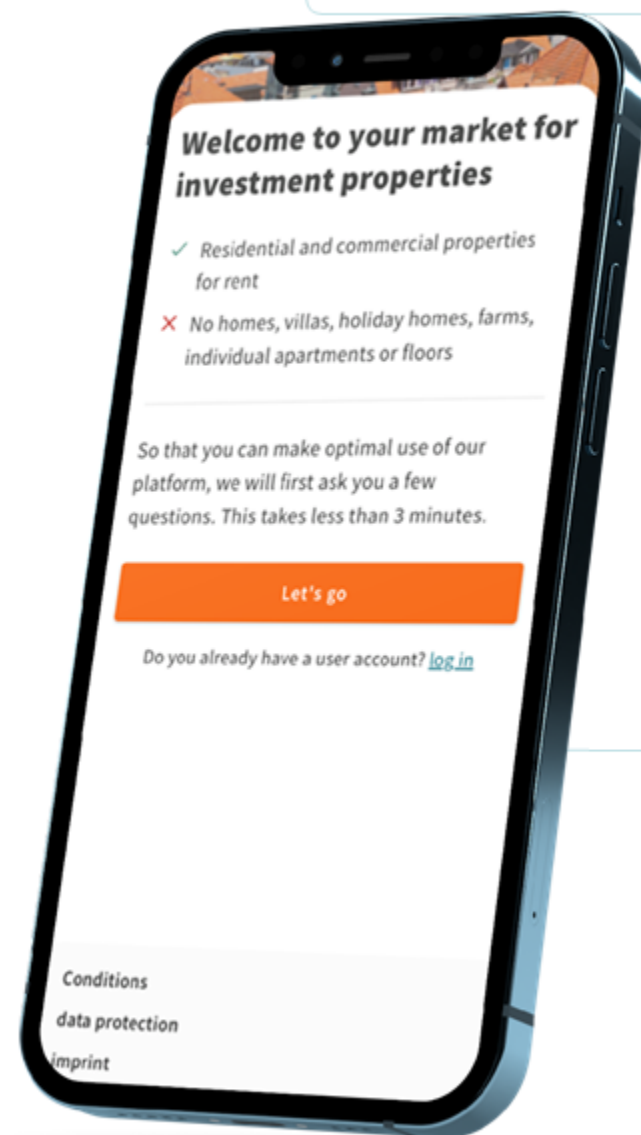 Welcome to your market for
investment properties
Residential and commercial properties
for rent
No homes, villas, holiday homes, farms,
individual apartments or floors
So that you can make optimal use of our
platform, we will first ask you a few
questions. This takes less than 3 minutes.
Let's go
Do you already have a user account? log in
Conditions
data protection
imprint